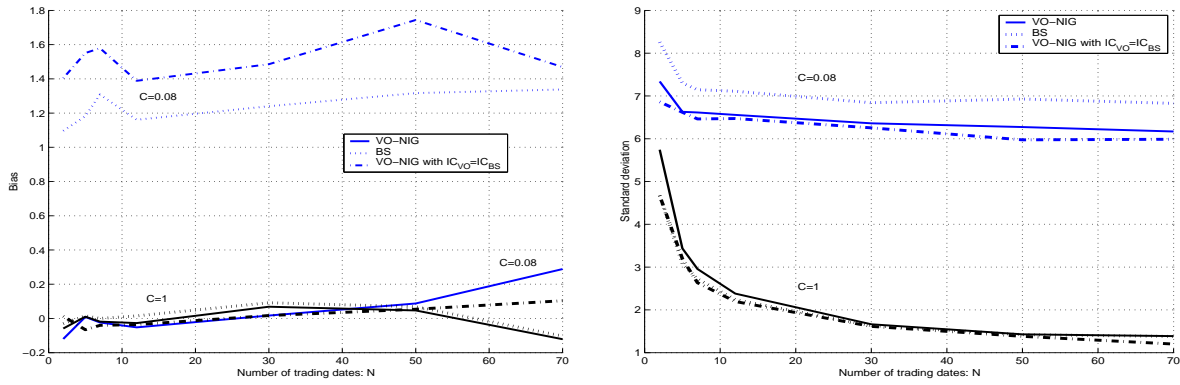 1.8
1.6
1.4
1.2
1
0.8
0.6
0.4
0.2
0
−0.2
Bias
C=0.08
VO−NIG
BS
VO−NIG with IC_VO=IC_BS
C=0.08
C=1
0 10 20 30 40 50 60 70
Number of trading dates: N
9
8
7
6
5
4
3
2
1
Standard deviation
VO−NIG
BS
VO−NIG with IC_VO=IC_BS
C=0.08
C=1
0 10 20 30 40 50 60 70
Number of trading dates: N